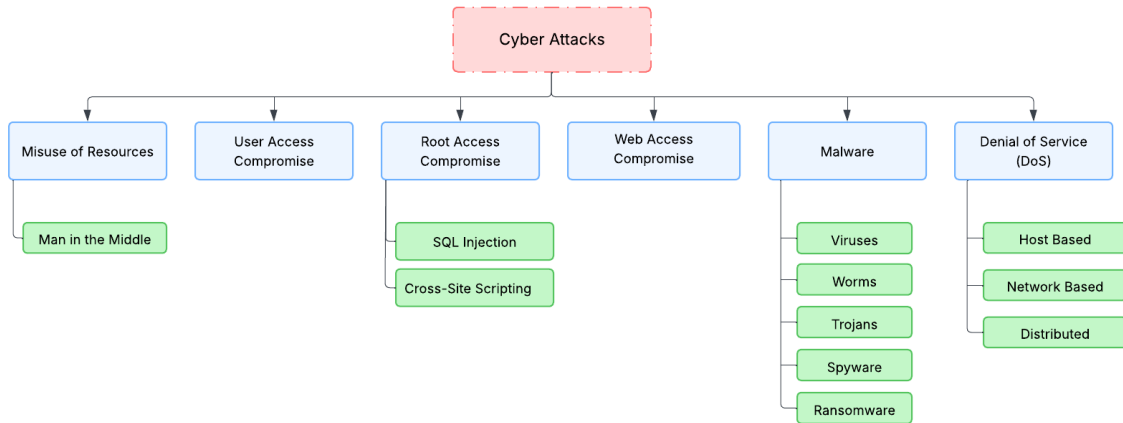 Cyber Attacks
Misuse of Resources
User Access
Compromise
Root Access
Compromise
Web Access
Compromise
Malware
Denial of Service
(DoS)
Man in the Middle
SQL Injection
Cross-Site Scripting
Viruses
Worms
Trojans
Spyware
Ransomware
Host Based
Network Based
Distributed